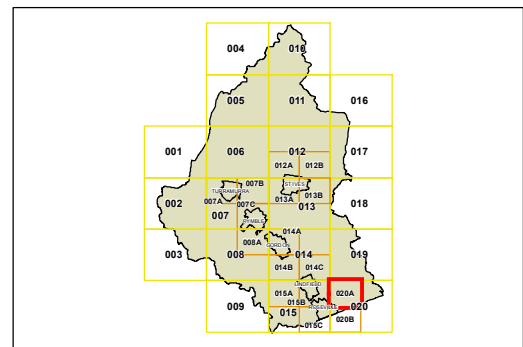 004 010
005 011 016
001 006 012 017
012A 012B
007B ST IVES
TURRAMURRA
002 007A 007C 013A 013B 018
007 PYMBLE 013
014A
008A GORDON
003 008 014 019
014B 014C
LINDFIELD
015A 020A
009 015B ROSEVILLE 020
015
015C 020B